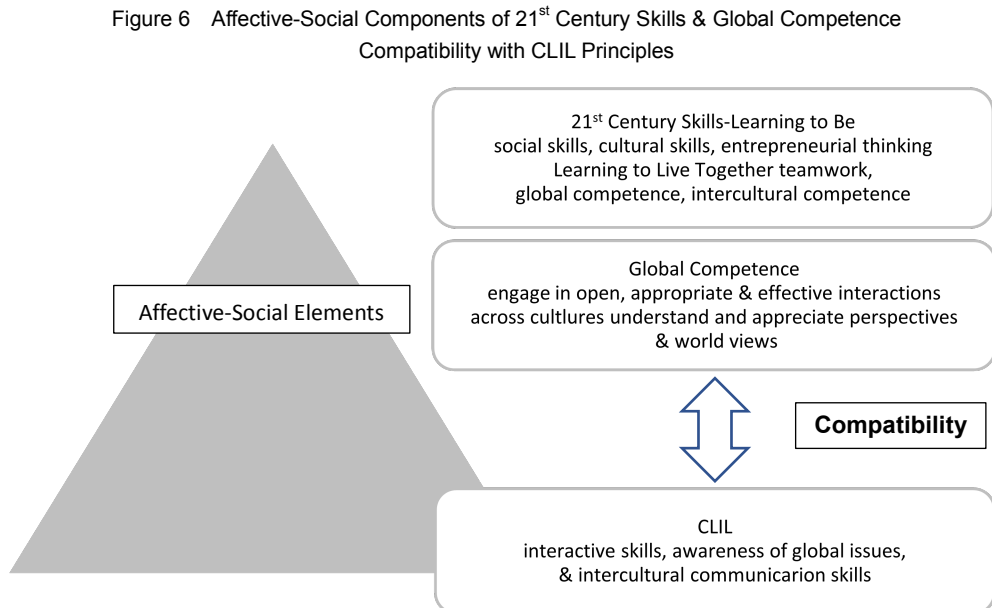 Figure 6 Affective-Social Components of 21st Century Skills & Global Competence
Compatibility with CLIL Principles
21st Century Skills-Learning to Be
social skills, cultural skills, entrepreneurial thinking
Learning to Live Together teamwork,
global competence, intercultural competence
Affective-Social Elements
Global Competence
engage in open, appropriate & effective interactions
across cultlures understand and appreciate perspectives
& world views
Compatibility
CLIL
interactive skills, awareness of global issues,
& intercultural communicarion skills